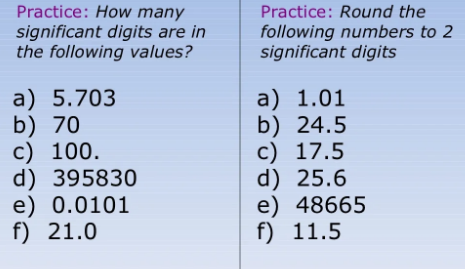 Practice: How many
significant digits are in
the following values?
a) 5.703
b) 70
c) 100.
d) 395830
e) 0.0101
f) 21.0
Practice: Round the
following numbers to 2
significant digits
a) 1.01
b) 24.5
c) 17.5
d) 25.6
e) 48665
f) 11.5